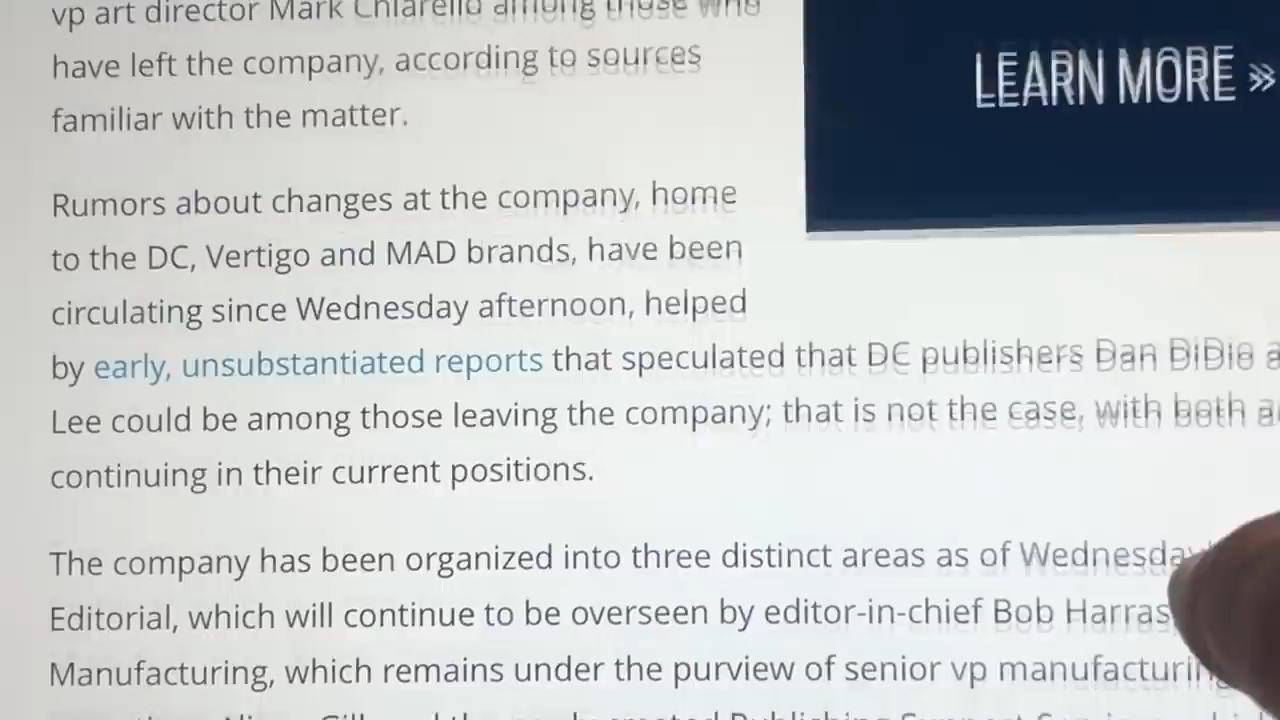 vp art director Mark Chiarello among those who
have left the company, according to sources
familiar with the matter.
LEARN MORE »
Rumors about changes at the company, home
to the DC, Vertigo and MAD brands, have been
circulating since Wednesday afternoon, helped
by early, unsubstantiated reports that speculated that DC publishers Dan DiDio
Lee could be among those leaving the company; that is not the case, with both
continuing in their current positions.
The company has been organized into three distinct areas as of Wednesday
Editorial, which will continue to be overseen by editor-in-chief Bob Harras
Manufacturing, which remains under the purview of senior vp manufacturing